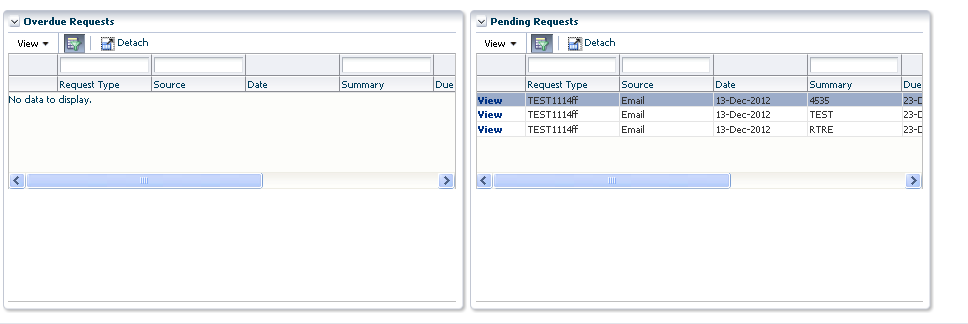 Overdue Requests
View Detach
Request Type Source Date Summary Due
No data to display.
Pending Requests
View Detach
Request Type Source Date Summary Due
View TEST1114ff Email 13-Dec-2012 4535 23-D
View TEST1114ff Email 13-Dec-2012 TEST 23-D
View TEST1114ff Email 13-Dec-2012 RTRE 23-D